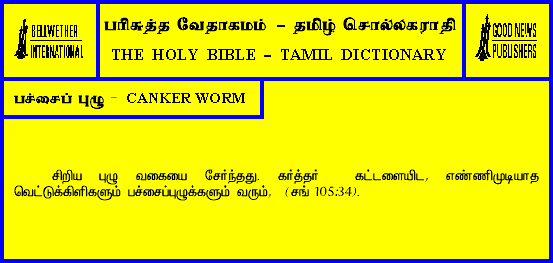 BELLWETHER
INTERNATIONAL
பரிசுத்த வேதாகமம் - தமிழ் சொல்லகராதி
THE HOLY BIBLE - TAMIL DICTIONARY
GOOD NEWS
PUBLISHERS
பச்சைப் புழு - CANKER WORM
சிறிய புழு வகையை சேர்ந்தது. கர்த்தர் கட்டளையிட, எண்ணிமுடியாத
வெட்டுக்கிளிகளும் பச்சைப்புழுக்களும் வரும், (சங் 105:34).